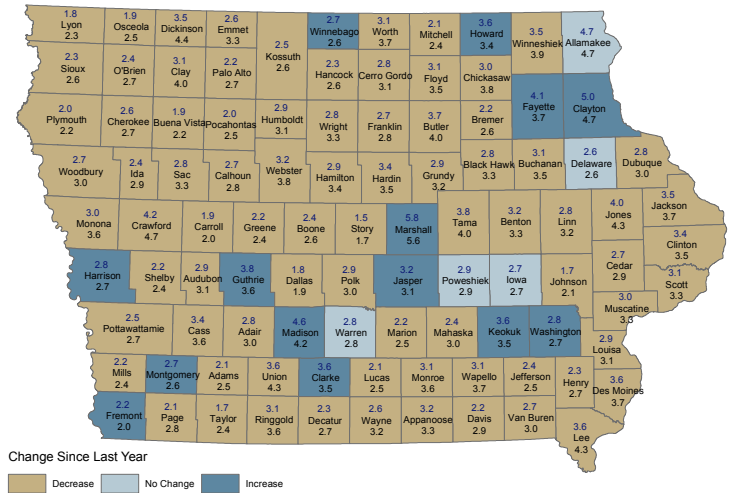 1.8
Lyon
2.3
1.9
Osceola
2.5
3.5
Dickinson
4.4
2.6
Emmet
3.3
2.5
Kossuth
2.6
2.7
Winnebago
2.6
3.1
Worth
3.7
2.1
Mitchell
2.4
3.6
Howard
3.4
3.5
Winneshiek
3.9
4.7
Allamakee
4.7
2.3
Sioux
2.6
2.4
O'Brien
2.7
3.1
Clay
4.0
2.2
Palo Alto
2.7
2.3
Hancock
2.6
2.8
Cerro Gordo
3.1
3.1
Floyd
3.5
3.0
Chickasaw
3.8
4.1
Fayette
3.7
5.0
Clayton
4.7
2.0
Plymouth
2.2
2.6
Cherokee
2.7
1.9
Buena Vista
2.2
2.0
Pocahontas
2.5
2.9
Humboldt
3.1
2.8
Wright
3.3
2.7
Franklin
2.8
3.7
Butler
4.0
2.2
Bremer
2.6
2.7
Woodbury
3.0
2.4
Ida
2.9
2.8
Sac
3.3
2.7
Calhoun
2.8
3.2
Webster
3.8
2.9
Hamilton
3.4
3.4
Hardin
3.5
2.9
Grundy
3.2
2.8
Black Hawk
3.3
3.1
Buchanan
3.5
2.6
Delaware
2.6
2.8
Dubuque
3.0
3.0
Monona
3.6
4.2
Crawford
4.7
1.9
Carroll
2.0
2.2
Greene
2.4
2.4
Boone
2.6
1.5
Story
1.7
5.8
Marshall
5.6
3.8
Tama
4.0
3.2
Benton
3.3
2.8
Linn
3.2
4.0
Jones
4.3
3.5
Jackson
3.7
3.4
Clinton
3.5
2.8
Harrison
2.7
2.2
Shelby
2.4
2.9
Audubon
3.1
3.8
Guthrie
3.6
1.8
Dallas
1.9
2.9
Polk
3.0
3.2
Jasper
3.1
2.9
Poweshiek
2.9
2.7
Iowa
2.7
1.7
Johnson
2.1
2.7
Cedar
2.9
3.1
Scott
3.3
3.0
Muscatine
3.3
2.5
Pottawattamie
2.7
3.4
Cass
3.6
2.8
Adair
3.0
4.6
Madison
4.2
2.8
Warren
2.8
2.2
Marion
2.5
2.4
Mahaska
3.0
3.6
Keokuk
3.5
2.8
Washington
2.7
2.9
Louisa
3.1
2.2
Mills
2.4
2.7
Montgomery
2.6
2.1
Adams
2.5
3.6
Union
4.3
3.6
Clarke
3.5
2.1
Lucas
2.5
3.1
Monroe
3.6
3.1
Wapello
3.7
2.4
Jefferson
2.5
2.3
Henry
2.7
3.6
Des Moines
3.7
2.2
Fremont
2.0
2.1
Page
2.8
1.7
Taylor
2.4
3.1
Ringgold
3.6
2.3
Decatur
2.7
2.6
Wayne
3.2
3.2
Appanoose
3.3
2.2
Davis
2.9
2.7
Van Buren
3.0
3.6
Lee
4.3
Change Since Last Year
Decrease
No Change
Increase